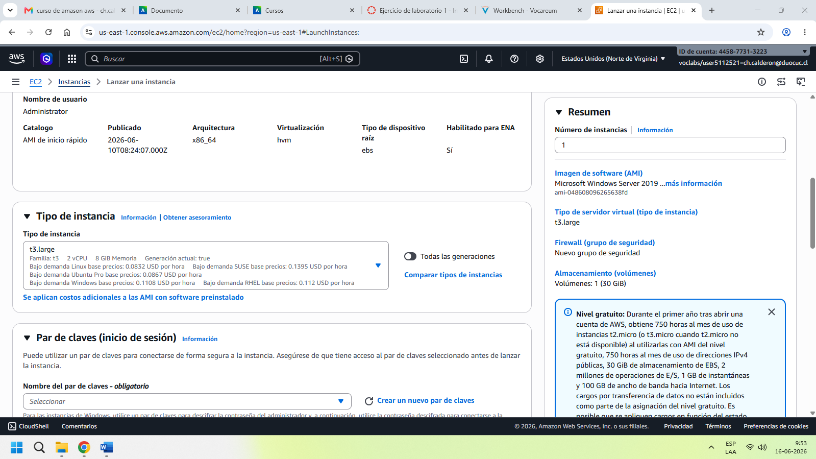 curso de amazon aws - ch.cal
Documento
Cursos
Ejercicio de laboratorio 1 -
Workbench - Vocareum
Lanzar una instancia | EC2 |
us-east-1.console.aws.amazon.com/ec2/home?region=us-east-1#LaunchInstances:
aws
Buscar
[Alt+S]
Estados Unidos (Norte de Virginia)
ID de cuenta: 4458-7731-3223
voclabs/user5112521=ch.calderon@duocuc.cl
EC2
Instancias
Lanzar una instancia
Nombre de usuario
Administrator
Catalogo
Publicado
Arquitectura
Virtualización
Tipo de dispositivo raíz
Habilitado para ENA
AMI de inicio rápido
2026-06-10T08:24:07.000Z
x86_64
hvm
ebs
Sí
Tipo de instancia
Información | Obtener asesoramiento
Tipo de instancia
t3.large
Familia: t3 2 vCPU 8 GiB Memoria Generación actual: true
Bajo demanda Linux base precios: 0.0832 USD por hora Bajo demanda SUSE base precios: 0.1395 USD por hora
Bajo demanda Ubuntu Pro base precios: 0.0867 USD por hora
Bajo demanda Windows base precios: 0.1108 USD por hora Bajo demanda RHEL base precios: 0.112 USD por hora
Todas las generaciones
Comparar tipos de instancias
Se aplican costos adicionales a las AMI con software preinstalado
Par de claves (inicio de sesión)
Información
Puede utilizar un par de claves para conectarse de forma segura a la instancia. Asegúrese de que tiene acceso al par de claves seleccionado antes de lanzar
la instancia.
Nombre del par de claves - obligatorio
Seleccionar
Crear un nuevo par de claves
Para las instancias de Windows, utilice un par de claves para descifrar la contraseña del administrador y, a continuación, utilice la contraseña descifrada para conectarse a la
Resumen
Número de instancias
Información
1
Imagen de software (AMI)
Microsoft Windows Server 2019 ...más información
ami-048608096265638fd
Tipo de servidor virtual (tipo de instancia)
t3.large
Firewall (grupo de seguridad)
Nuevo grupo de seguridad
Almacenamiento (volúmenes)
Volúmenes: 1 (30 GiB)
Nivel gratuito: Durante el primer año tras abrir una
cuenta de AWS, obtiene 750 horas al mes de uso de
instancias t2.micro (o t3.micro cuando t2.micro no
está disponible) al utilizarlas con AMI del nivel
gratuito, 750 horas al mes de uso de direcciones IPv4
públicas, 30 GiB de almacenamiento de EBS, 2
millones de operaciones de E/S, 1 GB de instantáneas
y 100 GB de ancho de banda hacia Internet. Los
cargos por transferencia de datos no están incluidos
como parte de la asignación del nivel gratuito. Es
posible que se apliquen cargos en función del estado
CloudShell
Comentarios
© 2026, Amazon Web Services, Inc. o sus filiales.
Privacidad
Términos
Preferencias de cookies
ESP
LAA
9:53
16-06-2026